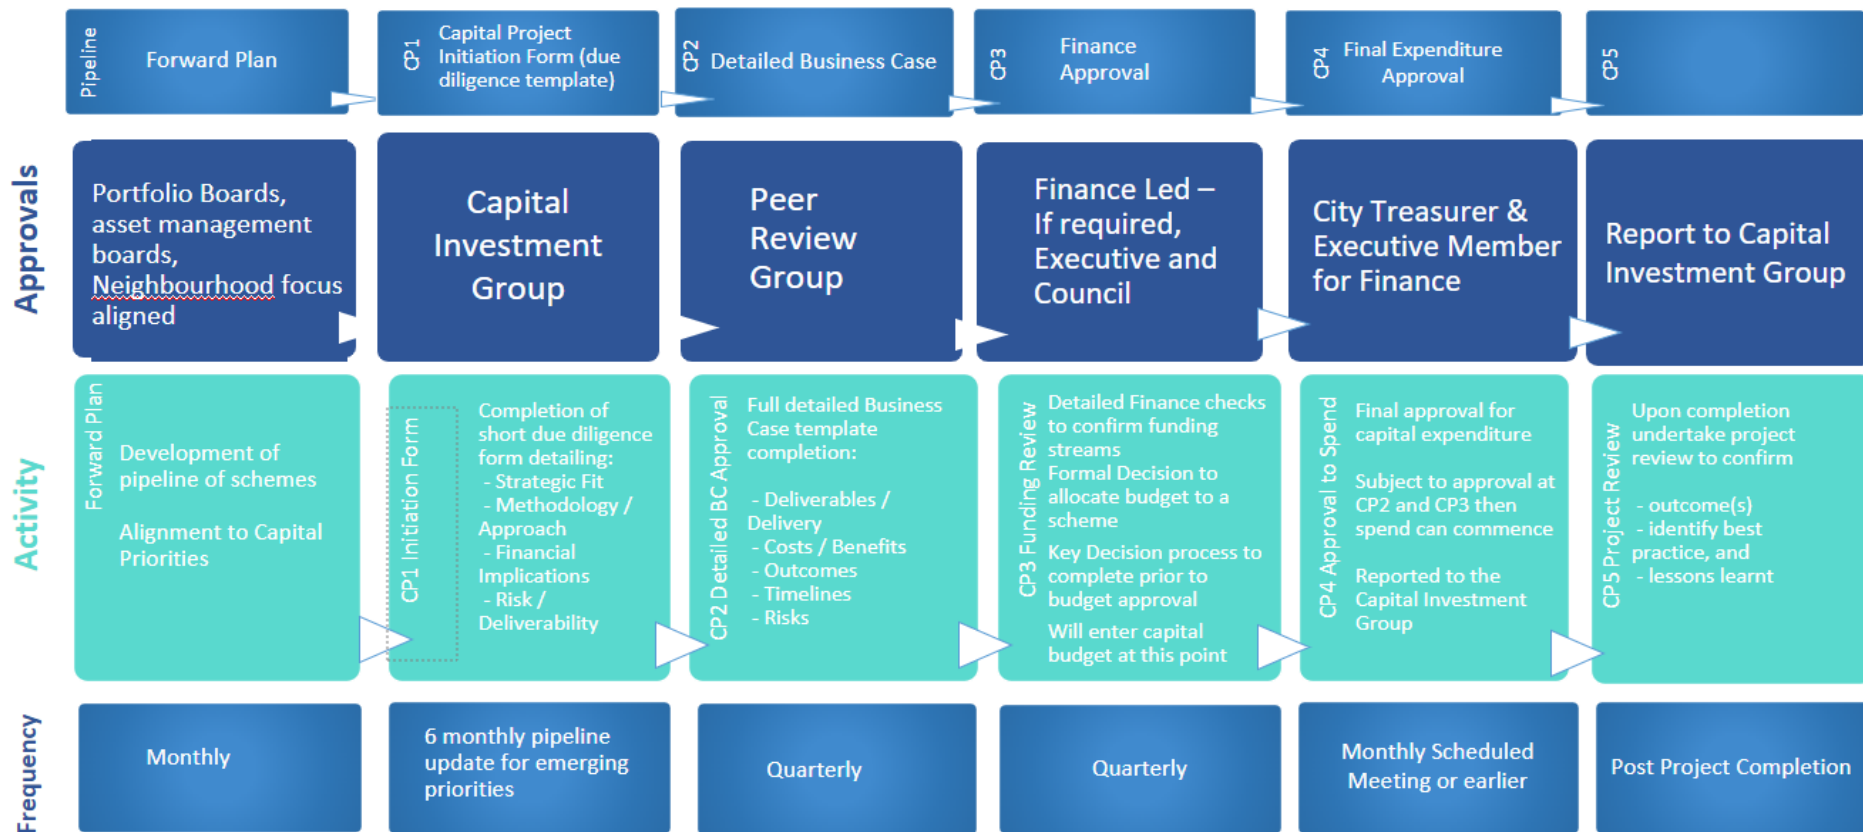 Pipeline
Forward Plan
CP1
Capital Project
Initiation Form (due
diligence template)
CP2
Detailed Business Case
CP3
Finance
Approval
CP4
Final Expenditure
Approval
CP5
Approvals
Portfolio Boards,
asset management
boards,
Neighbourhood focus
aligned
Capital
Investment
Group
Peer
Review
Group
Finance Led –
If required,
Executive and
Council
City Treasurer &
Executive Member
for Finance
Report to Capital
Investment Group
Activity
Forward Plan
Development of
pipeline of schemes
Alignment to Capital
Priorities
CP1 Initiation Form
Completion of
short due diligence
form detailing:
- Strategic Fit
- Methodology /
Approach
- Financial
Implications
- Risk /
Deliverability
CP2 Detailed BC Approval
Full detailed Business
Case template
completion:
- Deliverables /
Delivery
- Costs / Benefits
- Outcomes
- Timelines
- Risks
CP3 Funding Review
Detailed Finance checks
to confirm funding
streams
Formal Decision to
allocate budget to a
scheme
Key Decision process to
complete prior to
budget approval
Will enter capital
budget at this point
CP4 Approval to Spend
Final approval for
capital expenditure
Subject to approval at
CP2 and CP3 then
spend can commence
Reported to the
Capital Investment
Group
CP5 Project Review
Upon completion
undertake project
review to confirm
- outcome(s)
- identify best
practice, and
- lessons learnt
Frequency
Monthly
6 monthly pipeline
update for emerging
priorities
Quarterly
Quarterly
Monthly Scheduled
Meeting or earlier
Post Project Completion